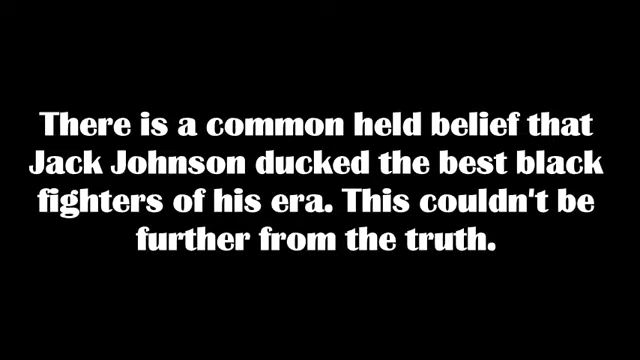 There is a common held belief that
Jack Johnson ducked the best black
fighters of his era. This couldn't be
further from the truth.